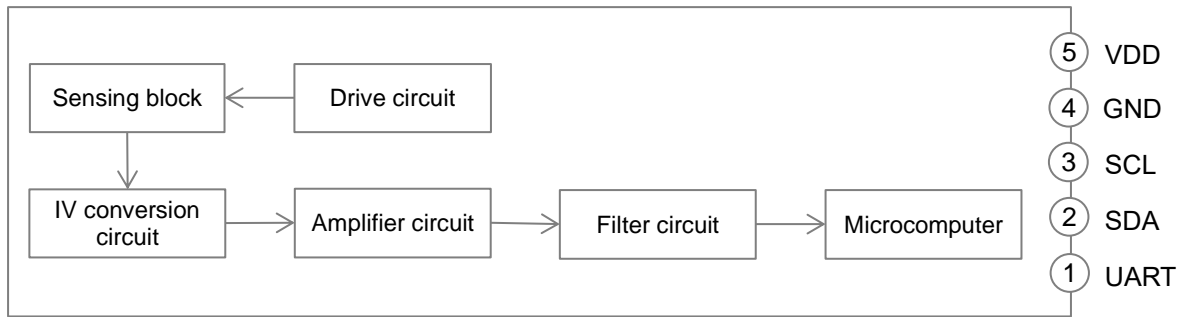 Sensing block
Drive circuit
IV conversion
circuit
Amplifier circuit
Filter circuit
Microcomputer
5 VDD
4 GND
3 SCL
2 SDA
1 UART